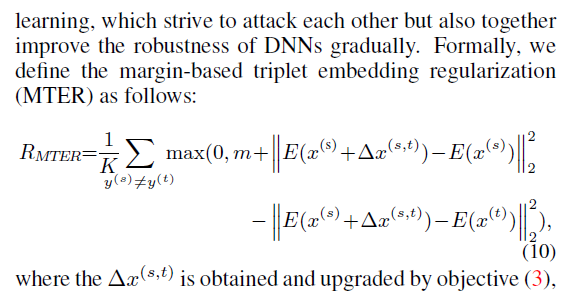 learning, which strive to attack each other but also together
improve the robustness of DNNs gradually. Formally, we
define the margin-based triplet embedding regularization
(MTER) as follows:
R_{MTER}=\frac{1}{K}\sum_{y^{(s)}\neq y^{(t)}} max(0, m+\left\|E(x^{(s)}+\Delta x^{(s,t)})-E(x^{(s)})\right\|_2^2
-\left\|E(x^{(s)}+\Delta x^{(s,t)})-E(x^{(t)})\right\|_2^2),
(10)
where the Δx^{(s,t)} is obtained and upgraded by objective (3),